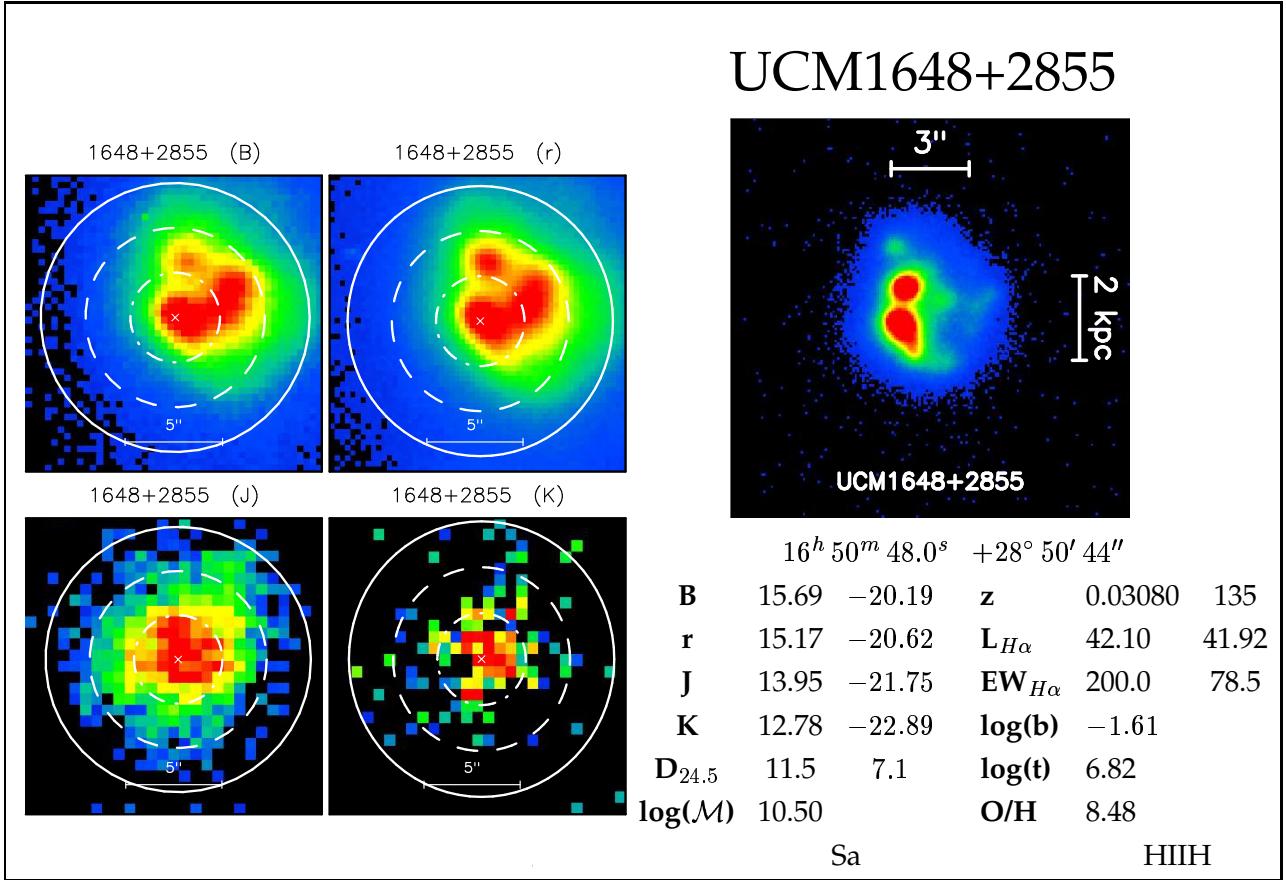 UCM1648+2855
1648+2855 (B)
1648+2855 (r)
5"
5"
1648+2855 (J)
1648+2855 (K)
5"
5"
3"
2 kpc
UCM1648+2855
16ʰ 50ᵐ 48.0ˢ +28° 50′ 44″
B 15.69 −20.19 z 0.03080 135
r 15.17 −20.62 L_Hα 42.10 41.92
J 13.95 −21.75 EW_Hα 200.0 78.5
K 12.78 −22.89 log(b) −1.61
D_24.5 11.5 7.1 log(t) 6.82
log(ℳ) 10.50 O/H 8.48
Sa HIIH